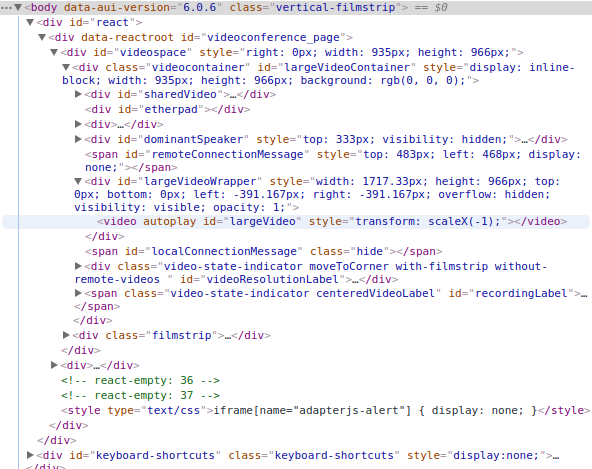 <body data-aui-version="6.0.6" class="vertical-filmstrip"> == $0
<div id="react">
<div data-reactroot id="videoconference_page">
<div id="videospace" style="right: 0px; width: 935px; height: 966px;">
<div class="videocontainer" id="largeVideoContainer" style="display: inline-
block; width: 935px; height: 966px; background: rgb(0, 0, 0);">
<div id="sharedVideo">…</div>
<div id="etherpad"></div>
<div>…</div>
<div id="dominantSpeaker" style="top: 333px; visibility: hidden;">…</div>
<span id="remoteConnectionMessage" style="top: 483px; left: 468px; display:
none;"></span>
<div id="largeVideoWrapper" style="width: 1717.33px; height: 966px; top:
0px; bottom: 0px; left: -391.167px; right: -391.167px; overflow: hidden;
visibility: visible; opacity: 1;">
<video autoplay id="largeVideo" style="transform: scaleX(-1);"></video>
</div>
<span id="localConnectionMessage" class="hide"></span>
<div class="video-state-indicator moveToCorner with-filmstrip without-
remote-videos " id="videoResolutionLabel">…</div>
<span class="video-state-indicator centeredVideoLabel" id="recordingLabel">…
</span>
</div>
<div class="filmstrip">…</div>
</div>
<div>…</div>
<!-- react-empty: 36 -->
<!-- react-empty: 37 -->
<style type="text/css">iframe[name="adapterjs-alert"] { display: none; }</style>
</div>
</div>
<div id="keyboard-shortcuts" class="keyboard-shortcuts" style="display:none;">…
</div>